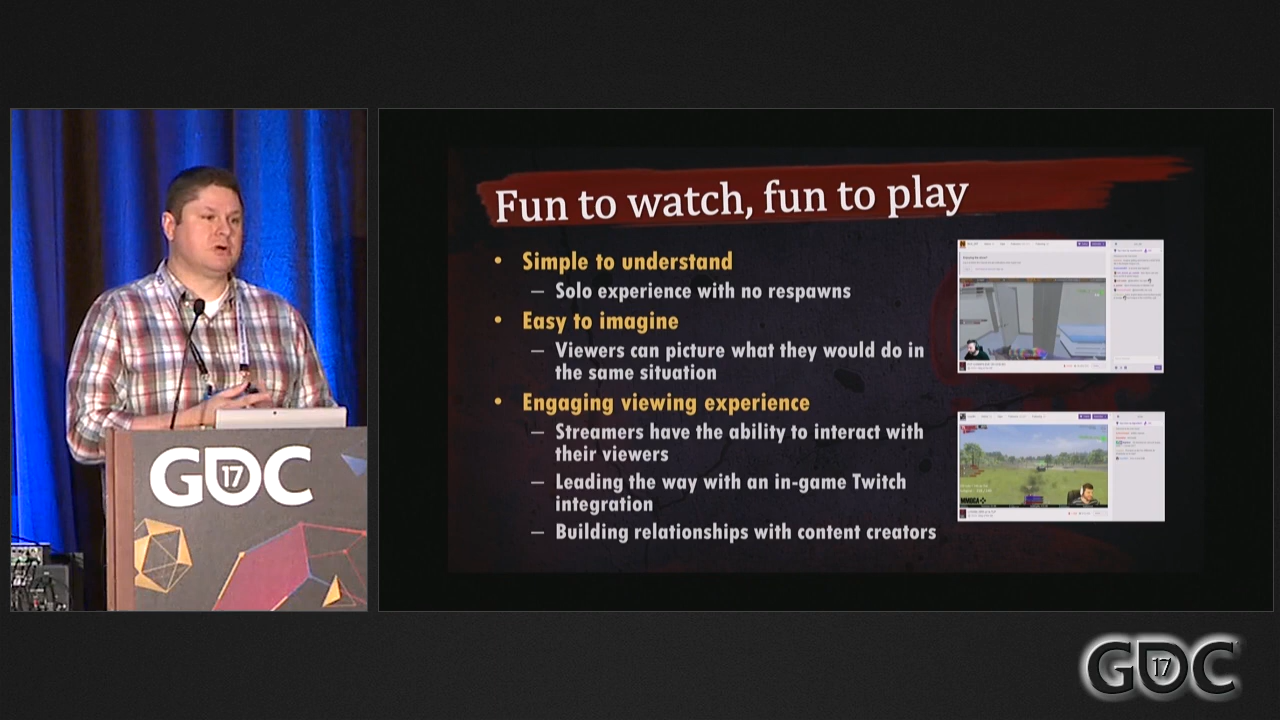 Fun to watch, fun to play
• Simple to understand
– Solo experience with no respawns
• Easy to imagine
– Viewers can picture what they would do in
the same situation
• Engaging viewing experience
– Streamers have the ability to interact with
their viewers
– Leading the way with an in-game Twitch
integration
– Building relationships with content creators
MMOGA
GDC
17
GDC
17